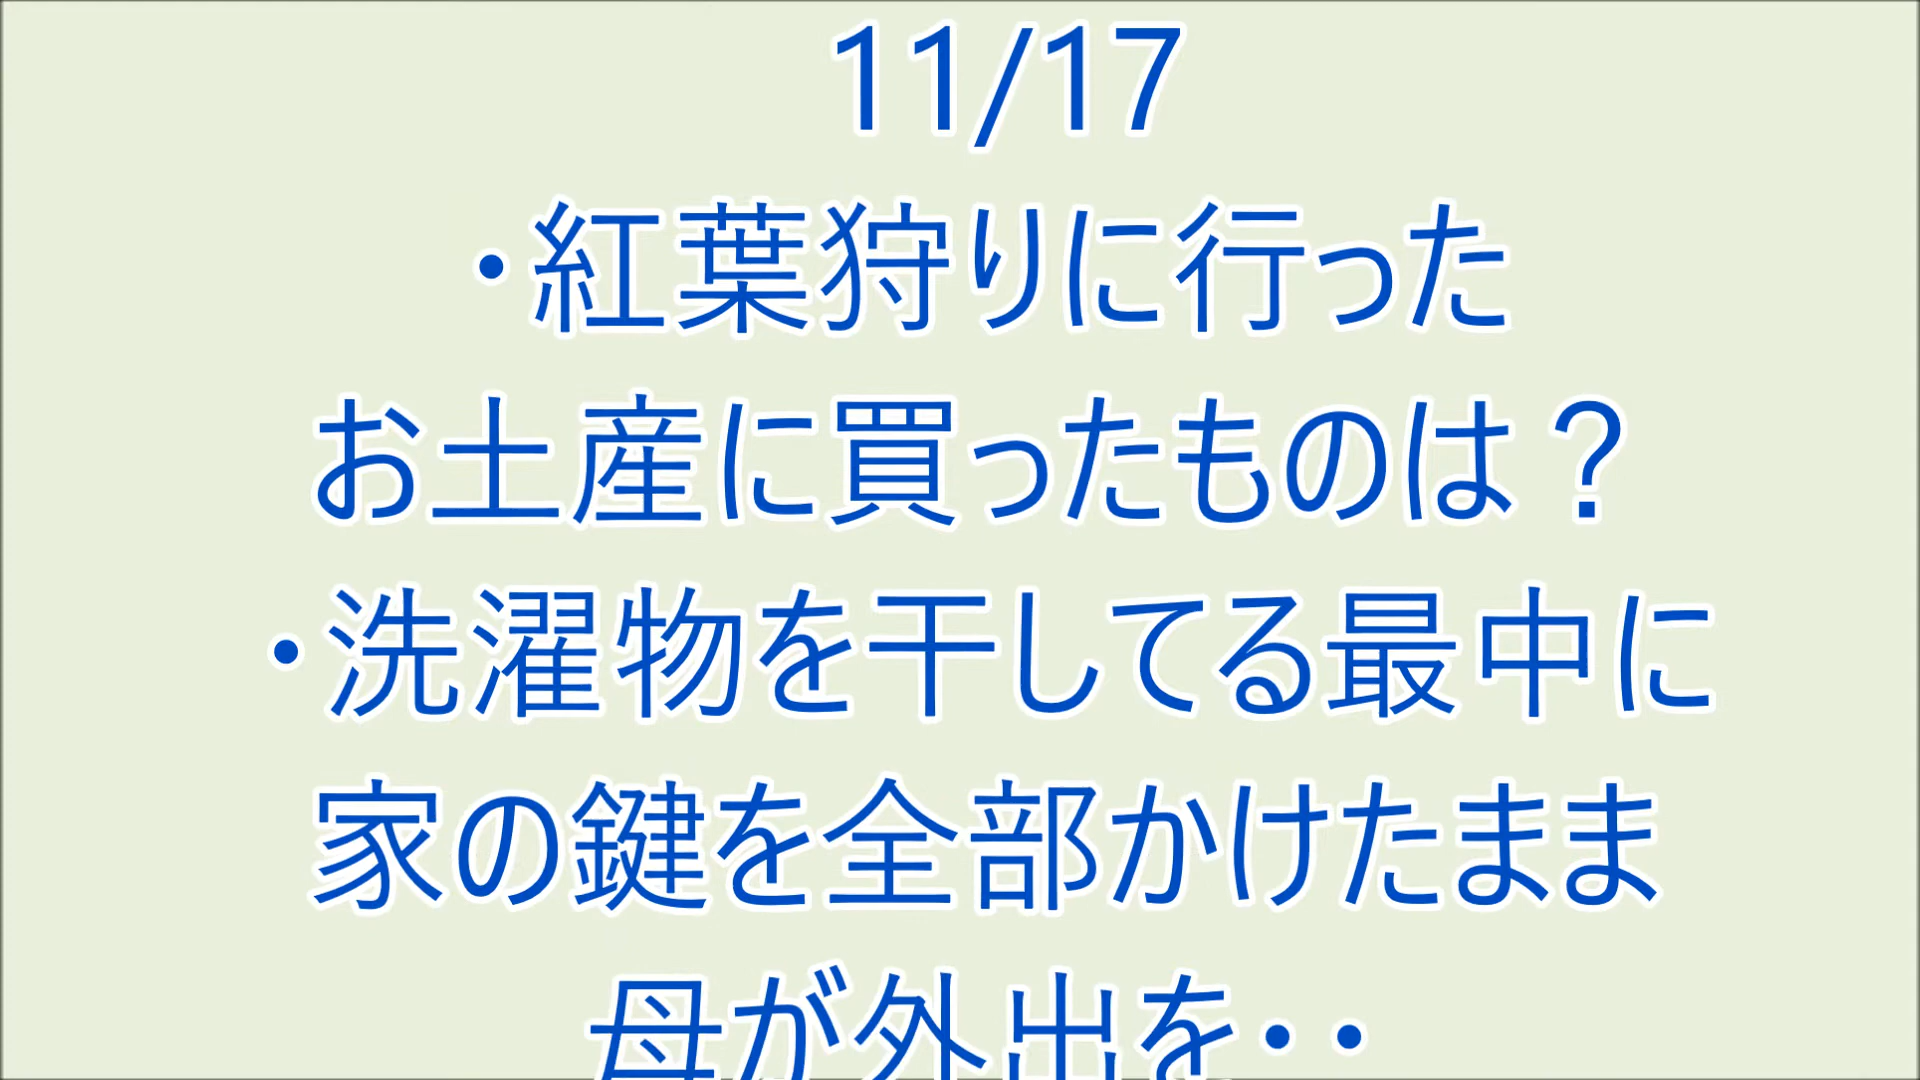 11/17
・紅葉狩りに行った
お土産に買ったものは？
・洗濯物を干してる最中に
家の鍵を全部かけたまま
母が外出を・・